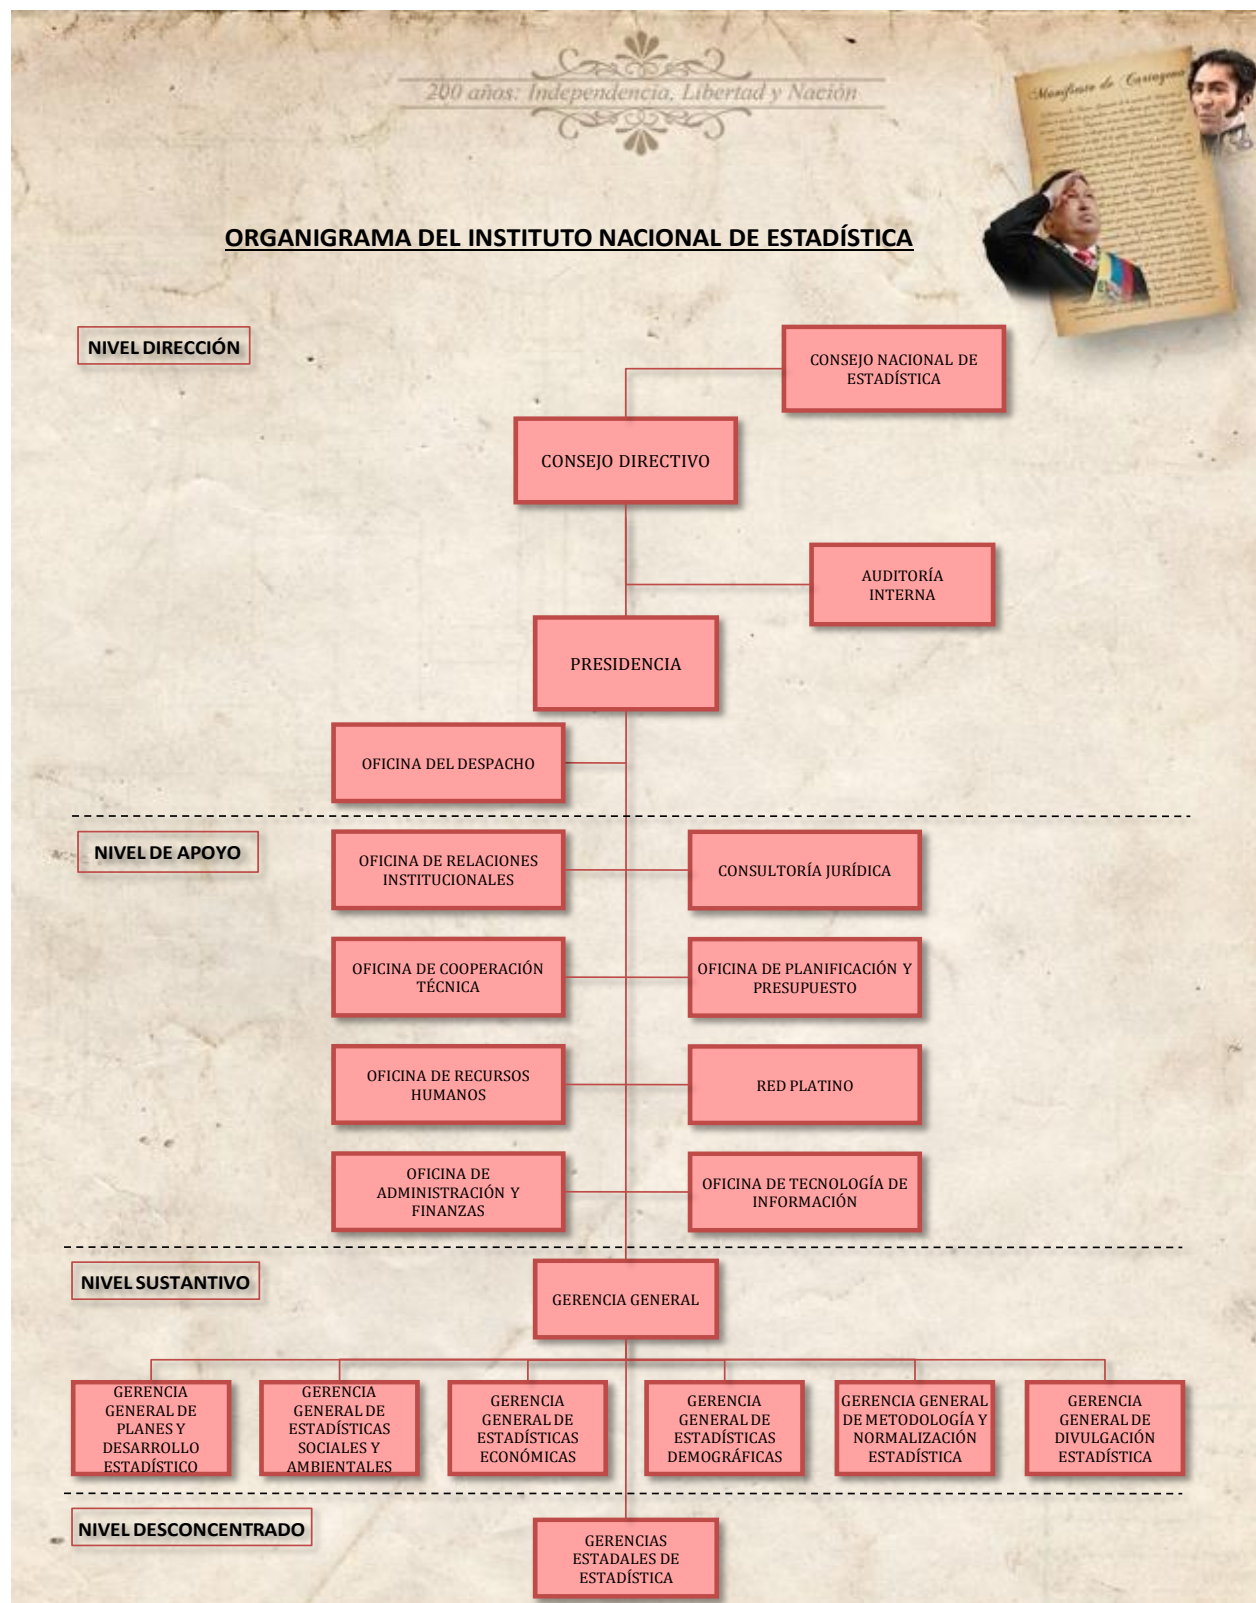 200 años: Independencia, Libertad y Nación
Manifiesto de Cartagena
ORGANIGRAMA DEL INSTITUTO NACIONAL DE ESTADÍSTICA
NIVEL DIRECCIÓN
CONSEJO NACIONAL DE
ESTADÍSTICA
CONSEJO DIRECTIVO
AUDITORÍA
INTERNA
PRESIDENCIA
OFICINA DEL DESPACHO
NIVEL DE APOYO
OFICINA DE RELACIONES
INSTITUCIONALES
CONSULTORÍA JURÍDICA
OFICINA DE COOPERACIÓN
TÉCNICA
OFICINA DE PLANIFICACIÓN Y
PRESUPUESTO
OFICINA DE RECURSOS
HUMANOS
RED PLATINO
OFICINA DE
ADMINISTRACIÓN Y
FINANZAS
OFICINA DE TECNOLOGÍA DE
INFORMACIÓN
NIVEL SUSTANTIVO
GERENCIA GENERAL
GERENCIA
GENERAL DE
PLANES Y
DESARROLLO
ESTADÍSTICO
GERENCIA
GENERAL DE
ESTADÍSTICAS
SOCIALES Y
AMBIENTALES
GERENCIA
GENERAL DE
ESTADÍSTICAS
ECONÓMICAS
GERENCIA
GENERAL DE
ESTADÍSTICAS
DEMOGRÁFICAS
GERENCIA GENERAL
DE METODOLOGÍA Y
NORMALIZACIÓN
ESTADÍSTICA
GERENCIA
GENERAL DE
DIVULGACIÓN
ESTADÍSTICA
NIVEL DESCONCENTRADO
GERENCIAS
ESTADALES DE
ESTADÍSTICA